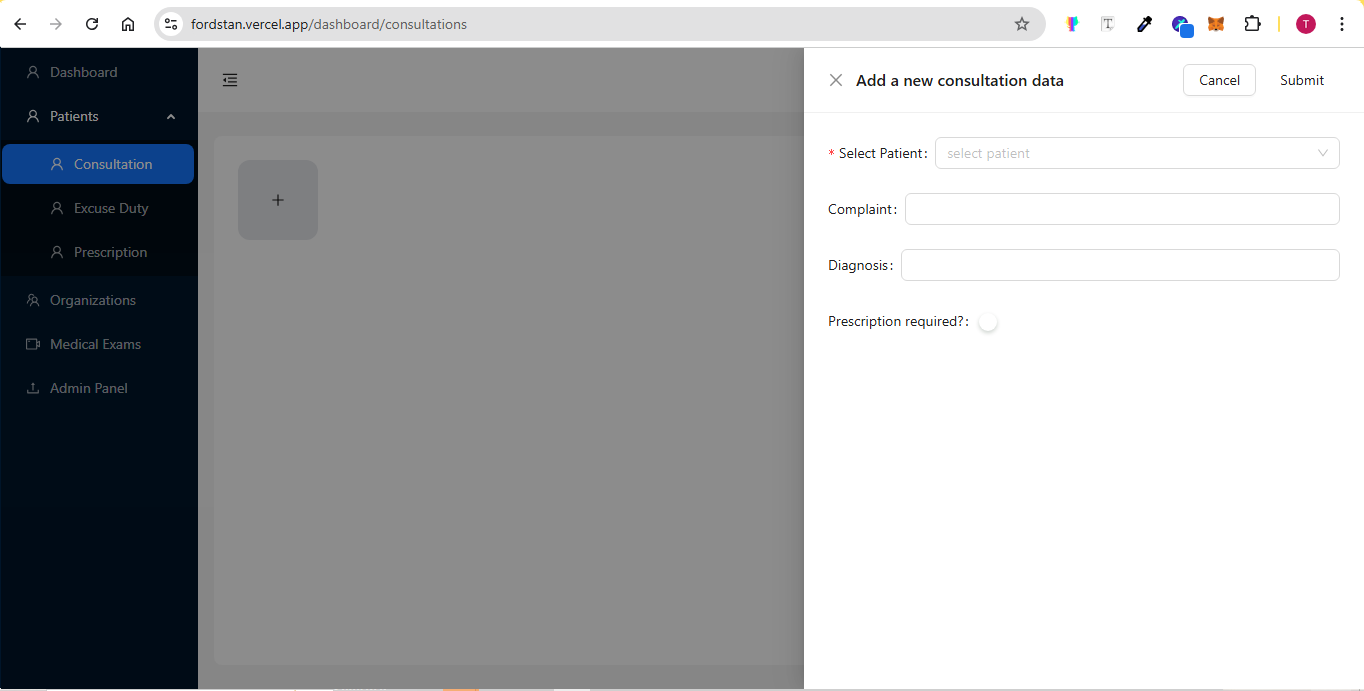 fordstan.vercel.app/dashboard/consultations
T
T
Dashboard
Patients
Consultation
Excuse Duty
Prescription
Organizations
Medical Exams
Admin Panel
Add a new consultation data
Cancel
Submit
* Select Patient: select patient
Complaint:
Diagnosis:
Prescription required?: